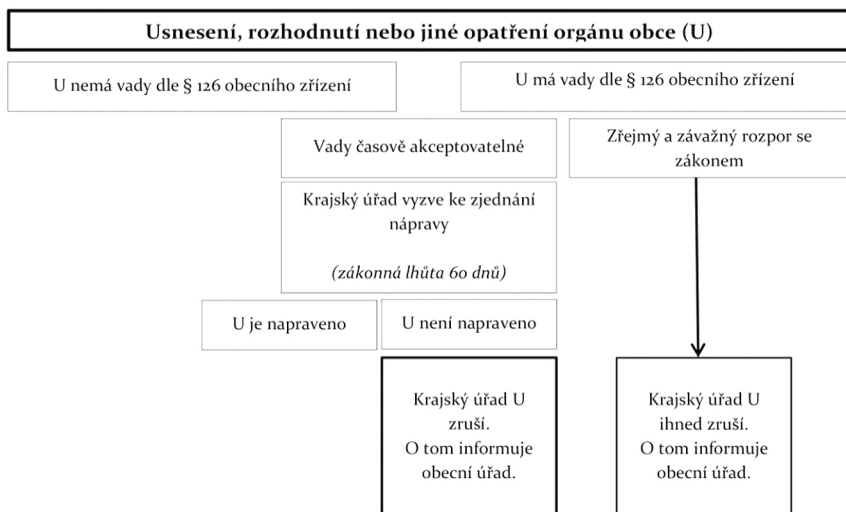 Usnesení, rozhodnutí nebo jiné opatření orgánu obce (U)
U nemá vady dle § 126 obecního zřízení
U má vady dle § 126 obecního zřízení
Vady časově akceptovatelné
Zřejmý a závažný rozpor se
zákonem
Krajský úřad vyzve ke zjednání
nápravy
(zákonná lhůta 60 dnů)
U je napraveno
U není napraveno
Krajský úřad U
zruší.
O tom informuje
obecní úřad.
Krajský úřad U
ihned zruší.
O tom informuje
obecní úřad.